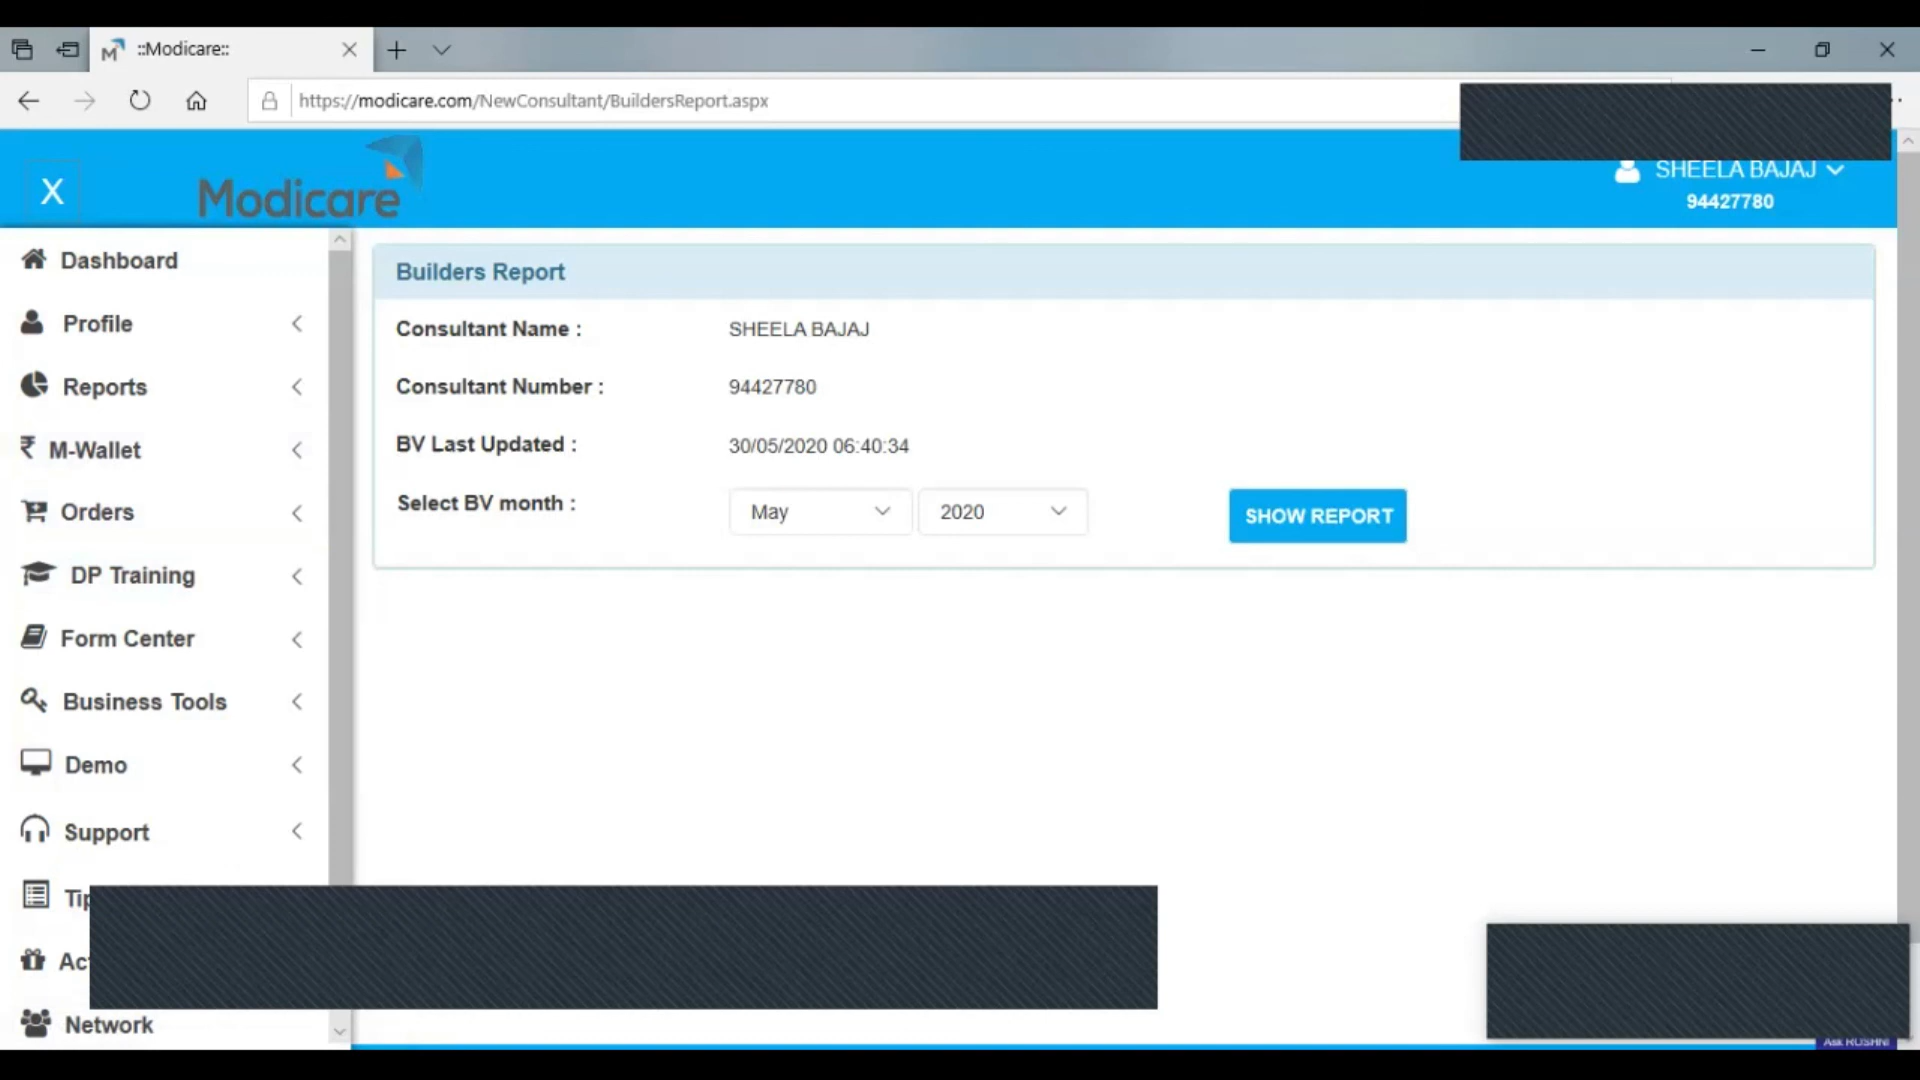 ::Modicare::
https://modicare.com/NewConsultant/BuildersReport.aspx
X
Modicare
SHEELA BAJAJ
94427780
Dashboard
Profile
Reports
M-Wallet
Orders
DP Training
Form Center
Business Tools
Demo
Support
Network
Builders Report
Consultant Name : SHEELA BAJAJ
Consultant Number : 94427780
BV Last Updated : 30/05/2020 06:40:34
Select BV month : May 2020 SHOW REPORT